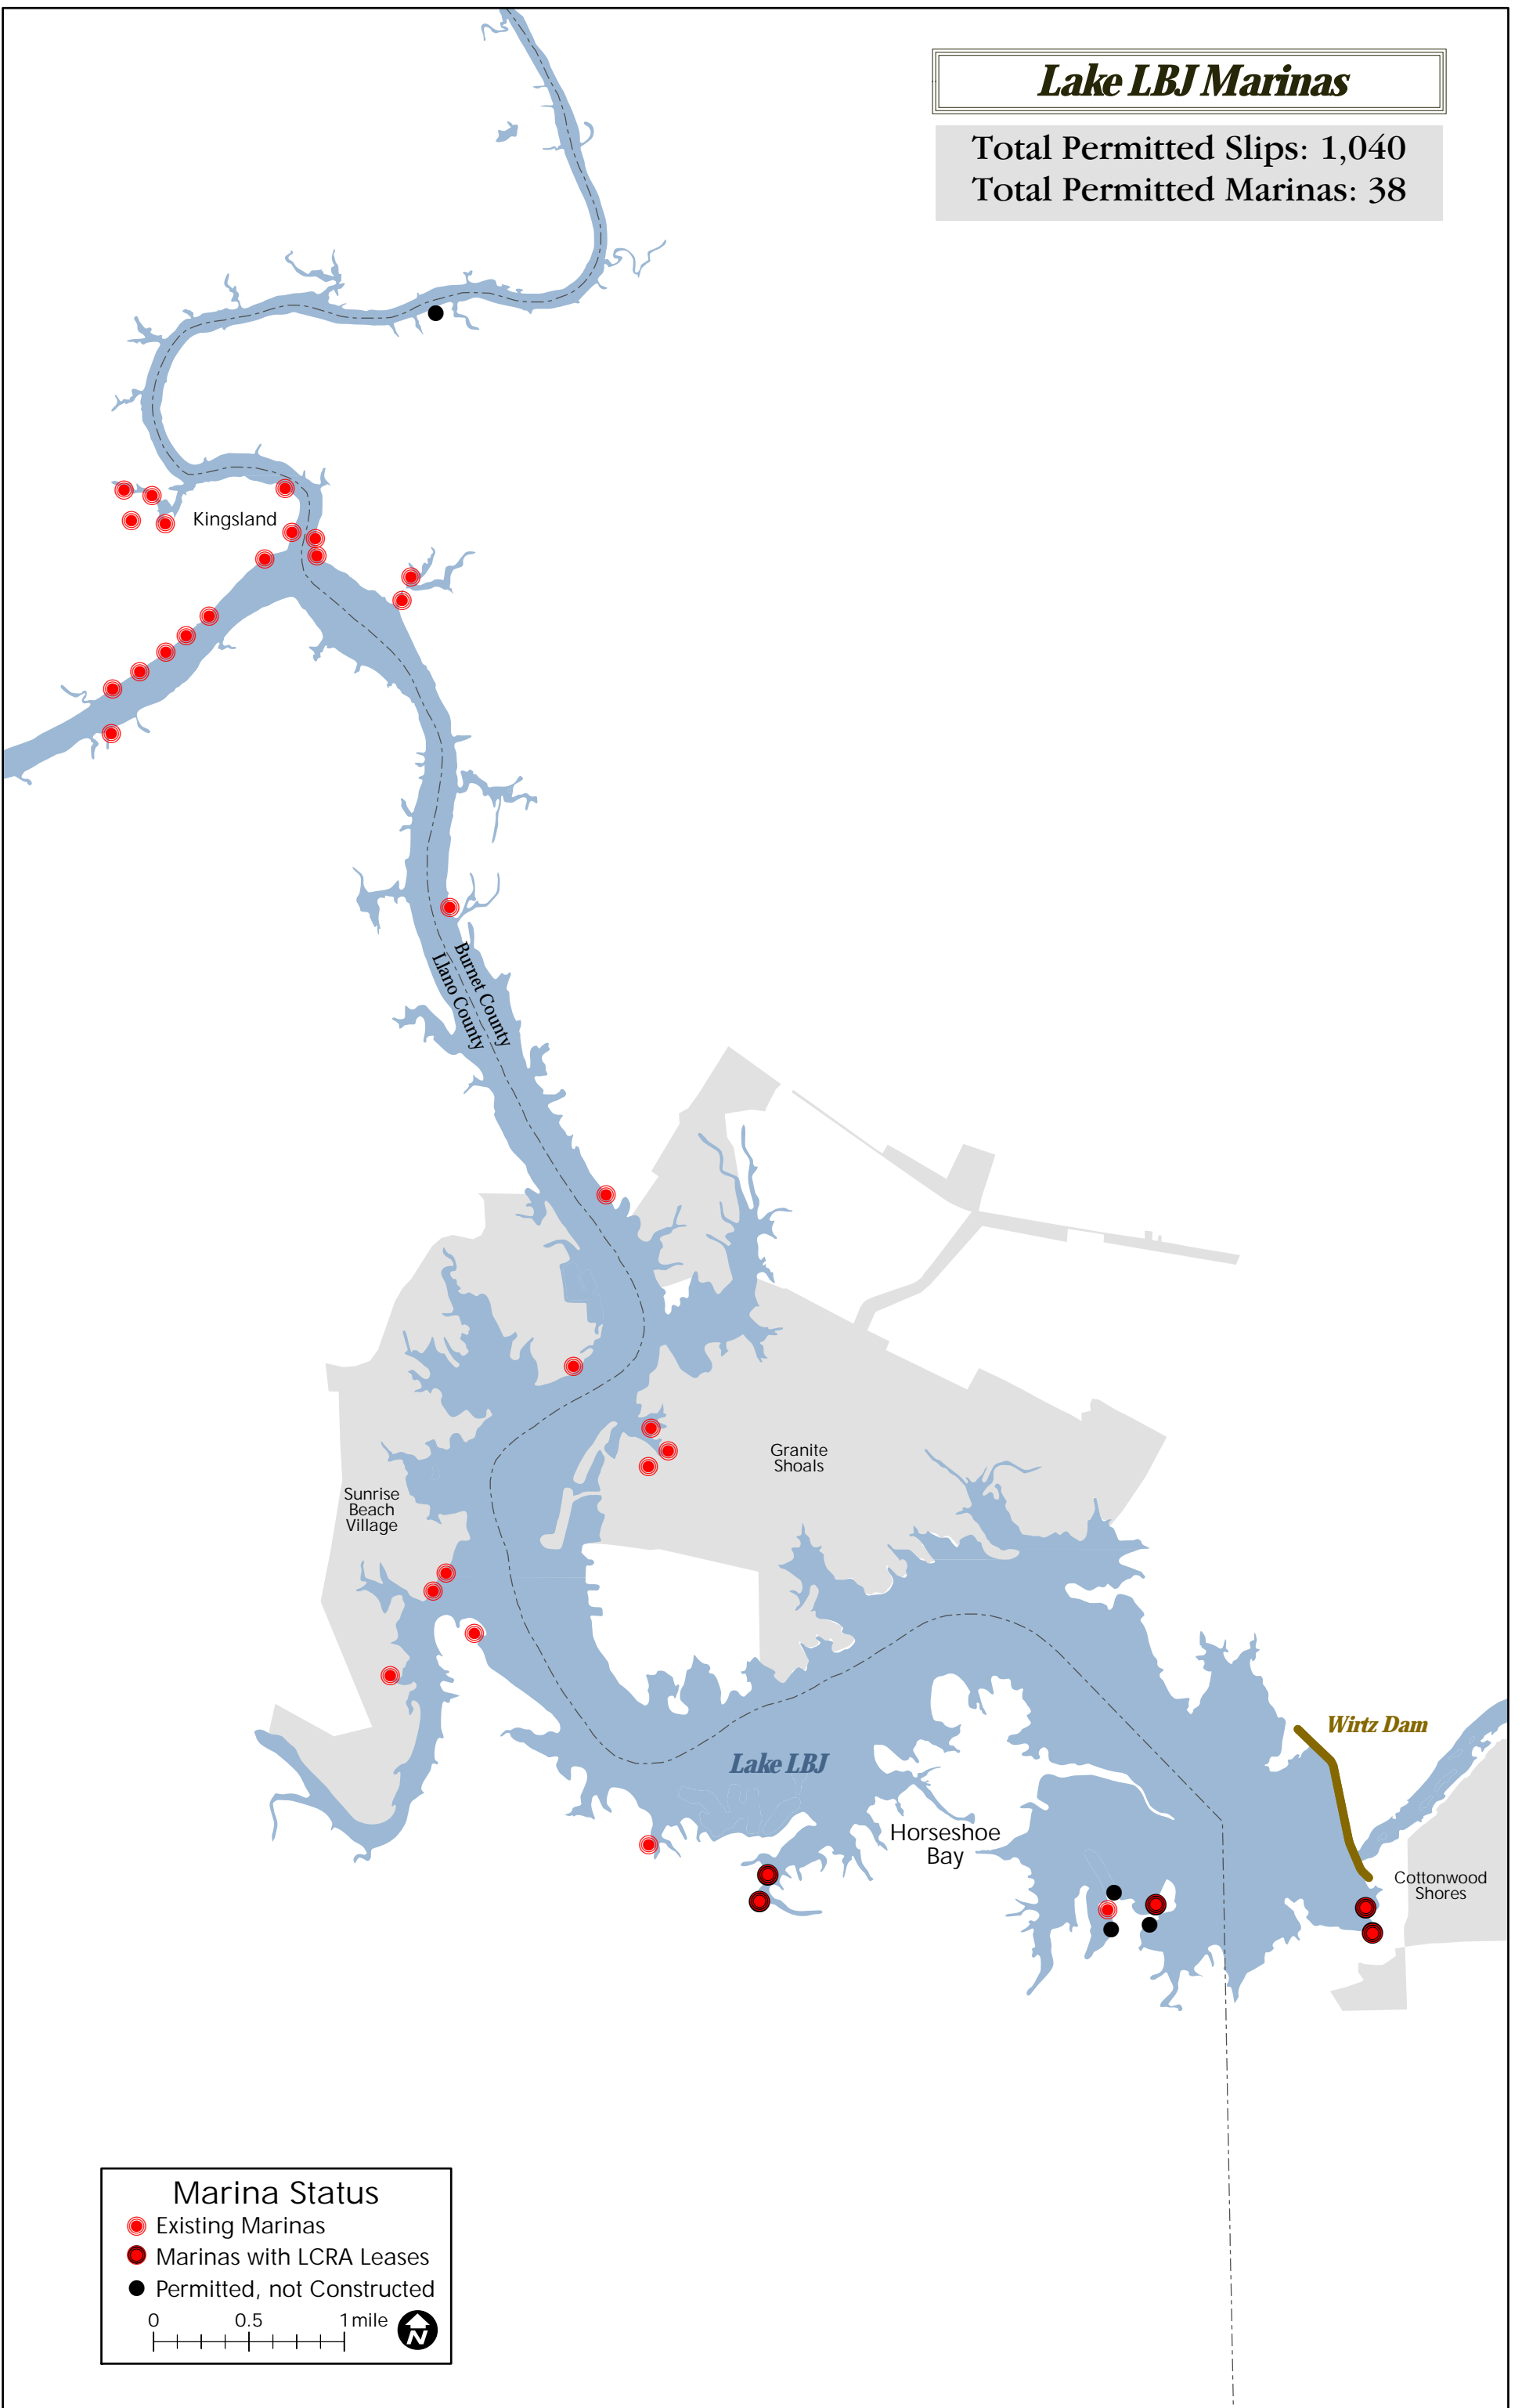 Lake LBJ Marinas
Total Permitted Slips: 1,040
Total Permitted Marinas: 38
Kingsland
Burnet County
Llano County
Granite
Shoals
Sunrise
Beach
Village
Wirtz Dam
Lake LBJ
Horseshoe
Bay
Cottonwood
Shores
Marina Status
Existing Marinas
Marinas with LCRA Leases
Permitted, not Constructed
0 0.5 1 mile
N